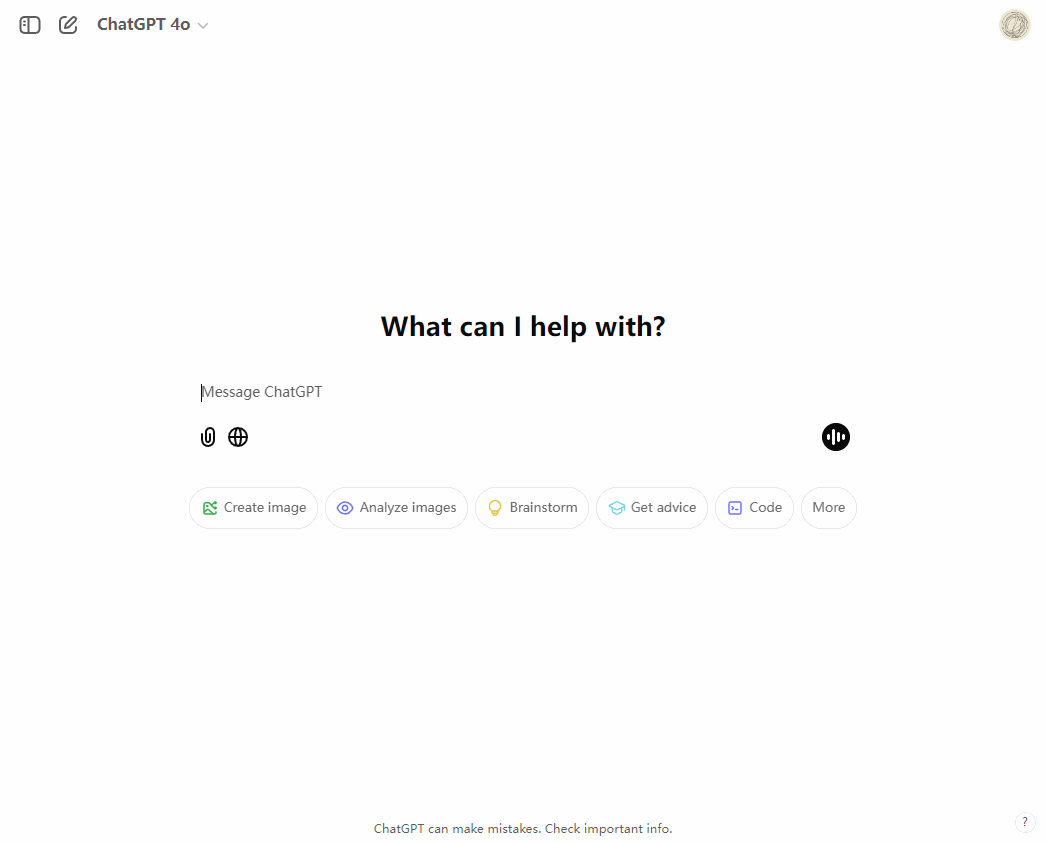 ChatGPT 4o
What can I help with?
Message ChatGPT
Create image Analyze images Brainstorm Get advice Code More
ChatGPT can make mistakes. Check important info.
?